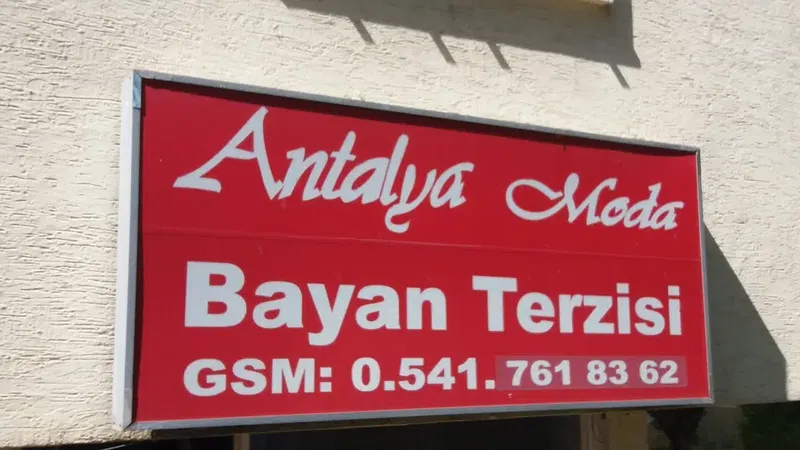 Antalya Moda
Bayan Terzisi
GSM: 0.541. 761 83 62